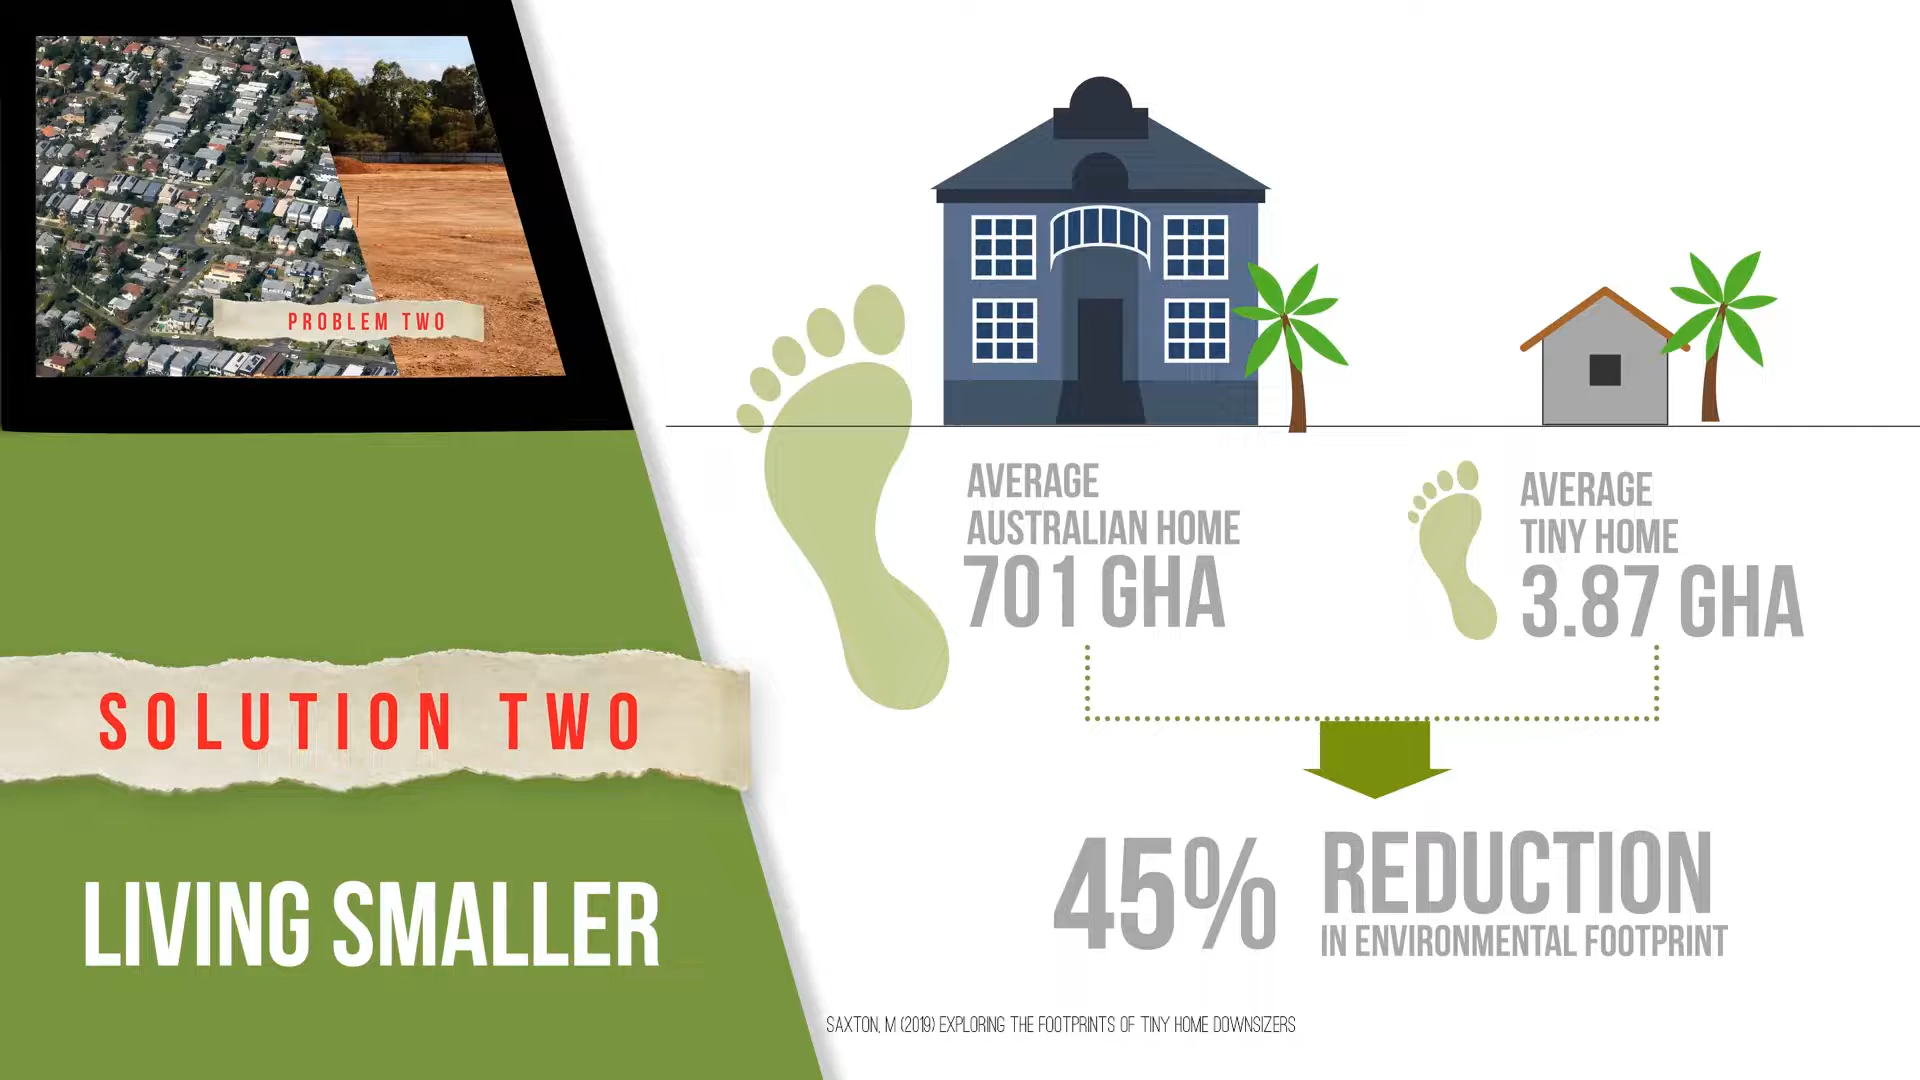 PROBLEM TWO
SOLUTION TWO
LIVING SMALLER
AVERAGE
AUSTRALIAN HOME
701 GHA
AVERAGE
TINY HOME
3.87 GHA
45% REDUCTION
IN ENVIRONMENTAL FOOTPRINT
SAXTON, M (2019) EXPLORING THE FOOTPRINTS OF TINY HOME DOWNSIZERS